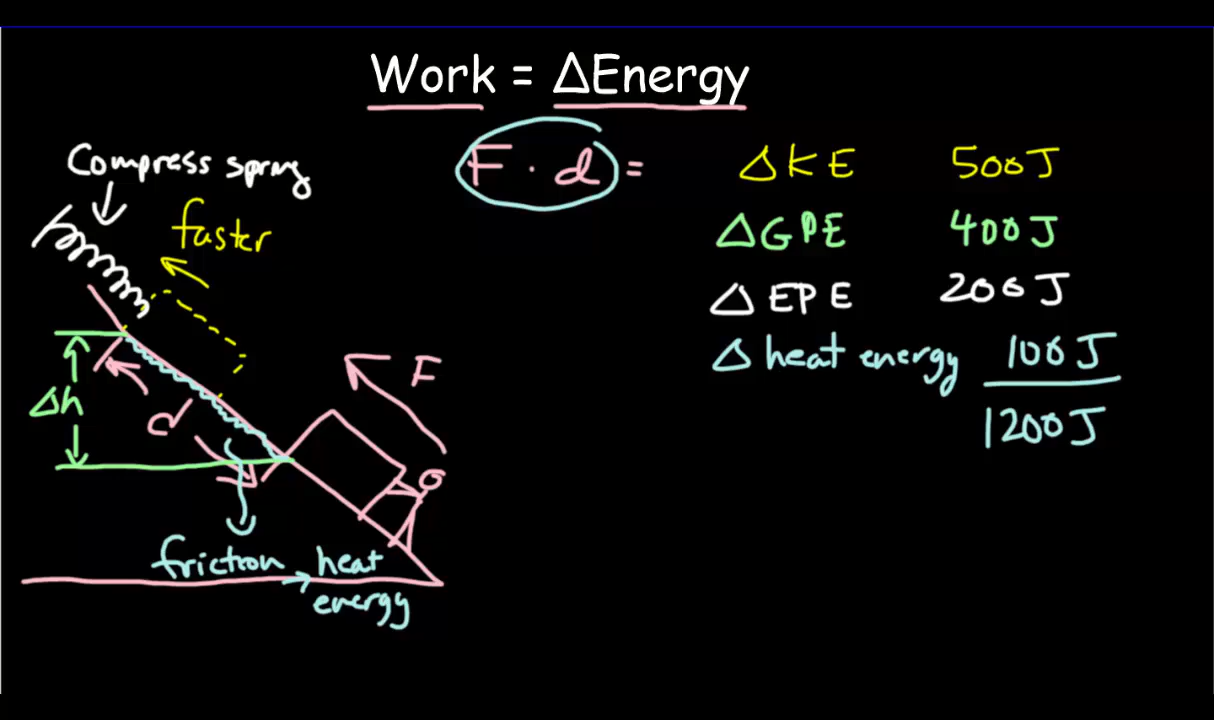 Work = ΔEnergy
F · d =
ΔKE 500J
ΔGPE 400J
ΔEPE 200J
Δ heat energy 100J
1200J
Compress spring
faster
F
Δh
d
friction → heat
energy